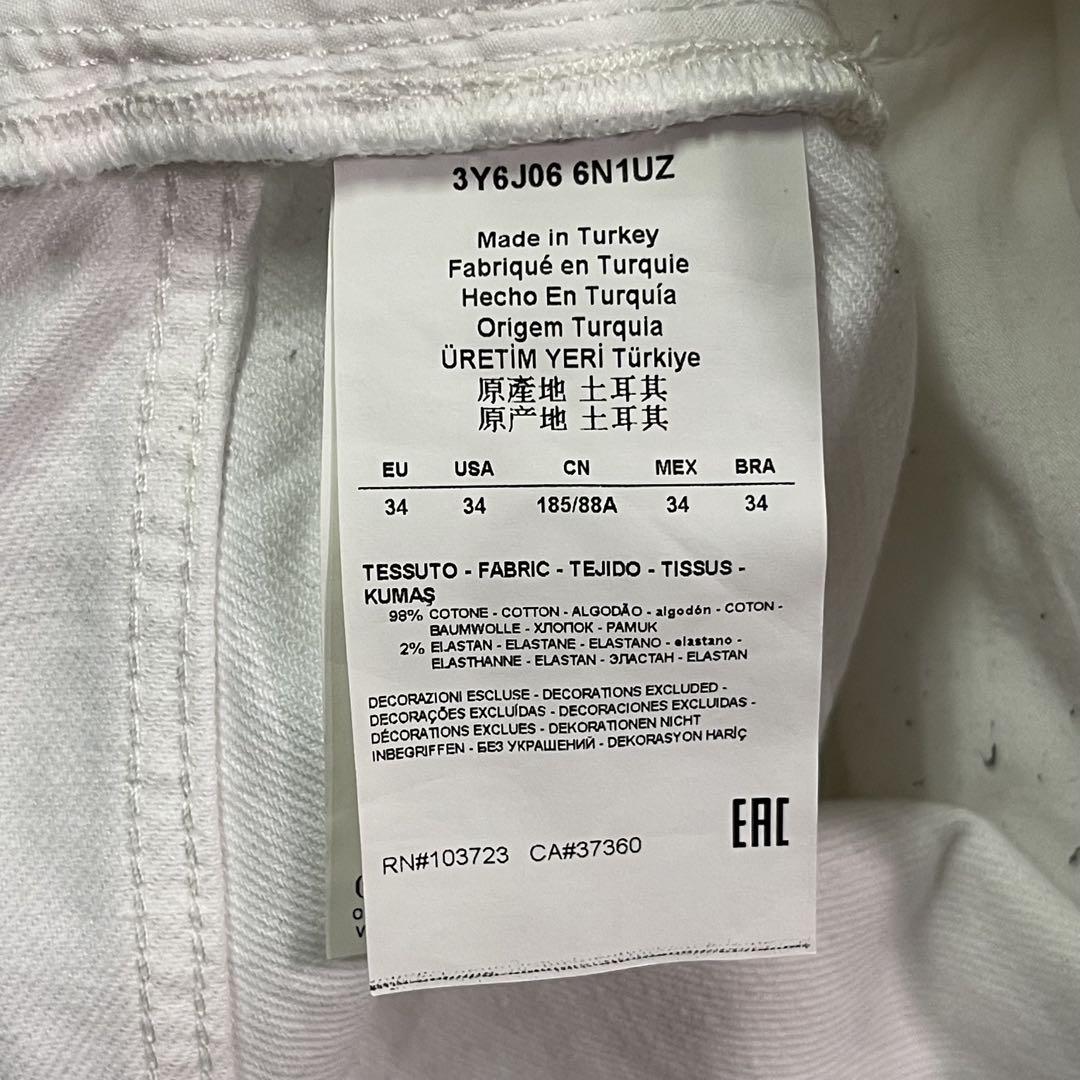 3Y6J06 6N1UZ
Made in Turkey
Fabriqué en Turquie
Hecho En Turquía
Origem Turquia
ÜRETİM YERİ Türkiye
原產地 土耳其
原产地 土耳其
EU USA CN MEX BRA
34 34 185/88A 34 34
TESSUTO - FABRIC - TEJIDO - TISSUS -
KUMAŞ
98% COTONE - COTTON - ALGODÃO - algodón - COTON -
BAUMWOLLE - ХЛОПОК - PAMUK
2% ELASTAN - ELASTANE - ELASTANO - elastano -
ELASTHANNE - ELASTAN - ЭЛАСТАН - ELASTAN
DECORAZIONI ESCLUSE - DECORATIONS EXCLUDED -
DECORAÇÕES EXCLUÍDAS - DECORACIONES EXCLUIDAS -
DÉCORATIONS EXCLUES - DEKORATIONEN NICHT
INBEGRIFFEN - БЕЗ УКРАШЕНИЙ - DEKORASYON HARİÇ
EAC
RN#103723 CA#37360